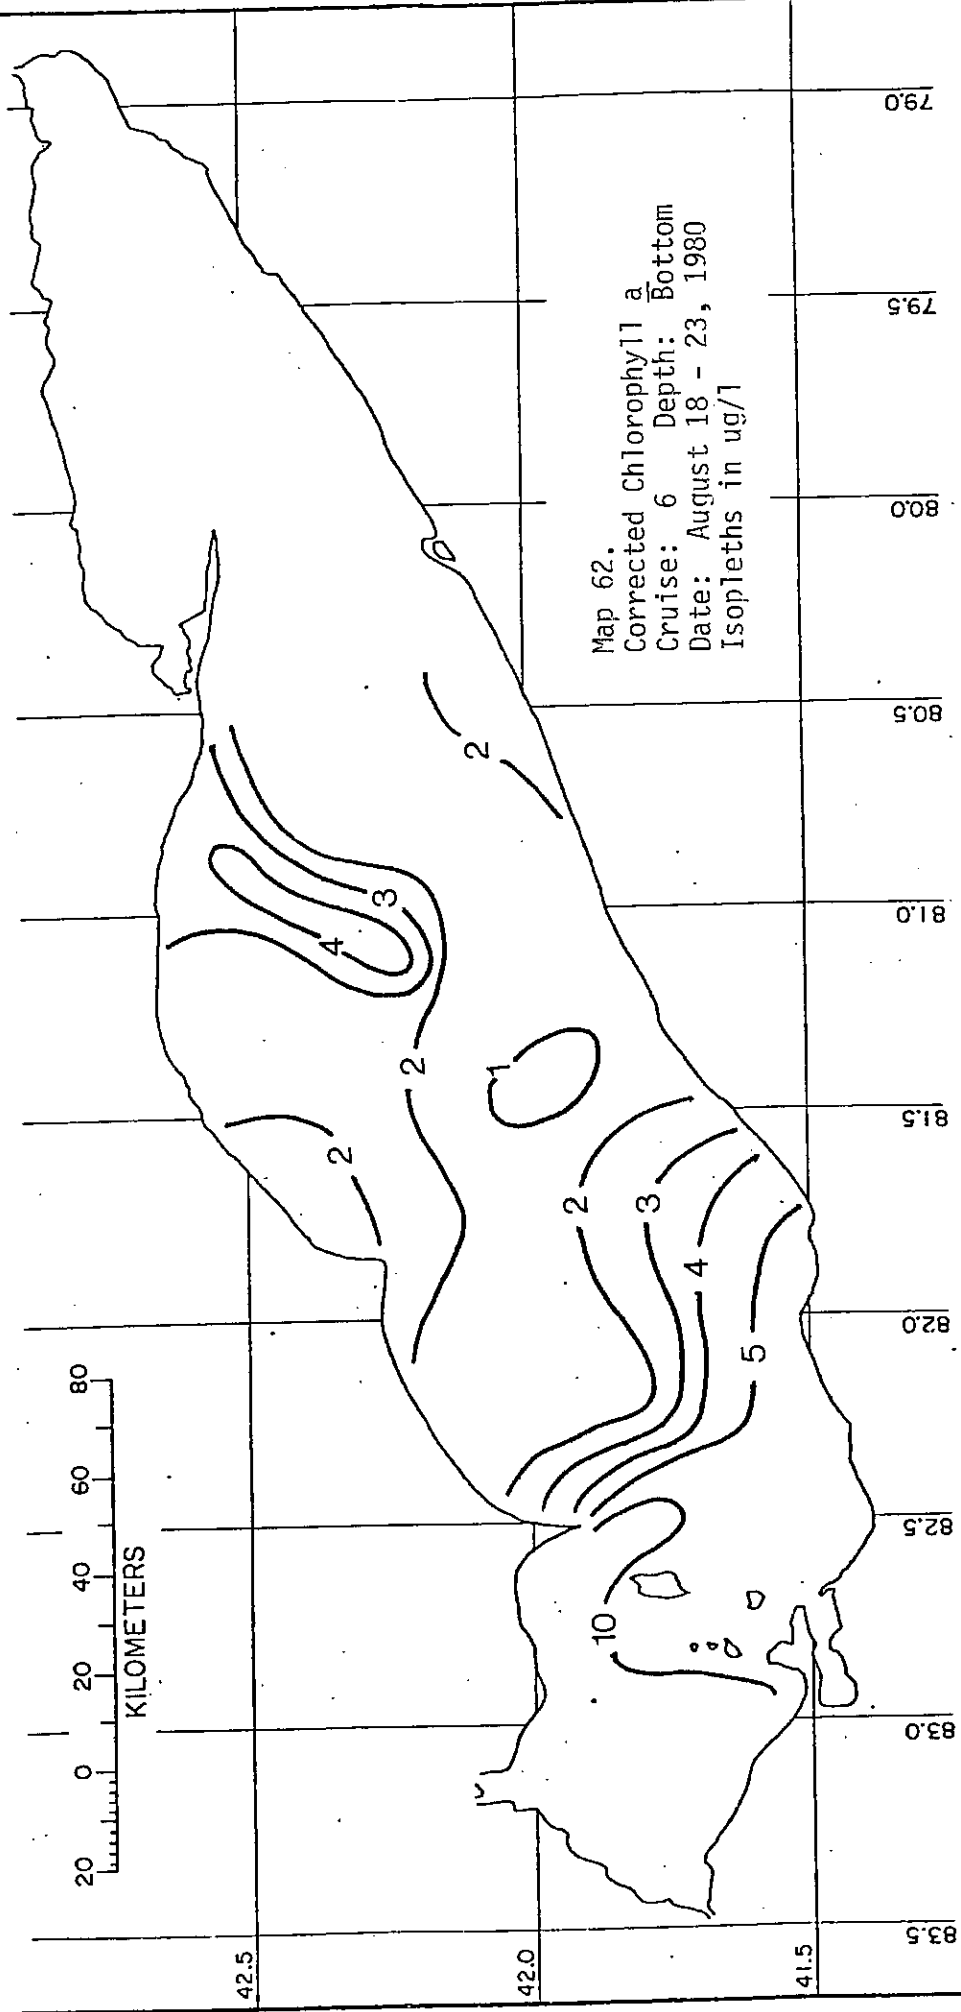 Map 62.
Corrected Chlorophyll a
Cruise: 6 Depth: Bottom
Date: August 18 - 23, 1980
Isopleths in ug/l
20 0 20 40 60 80
KILOMETERS
42.5
42.0
41.5
83.5 83.0 82.5 82.0 81.5 81.0 80.5 80.0 79.5 79.0
10
5
4
3
2
1
2
2
4
3
2